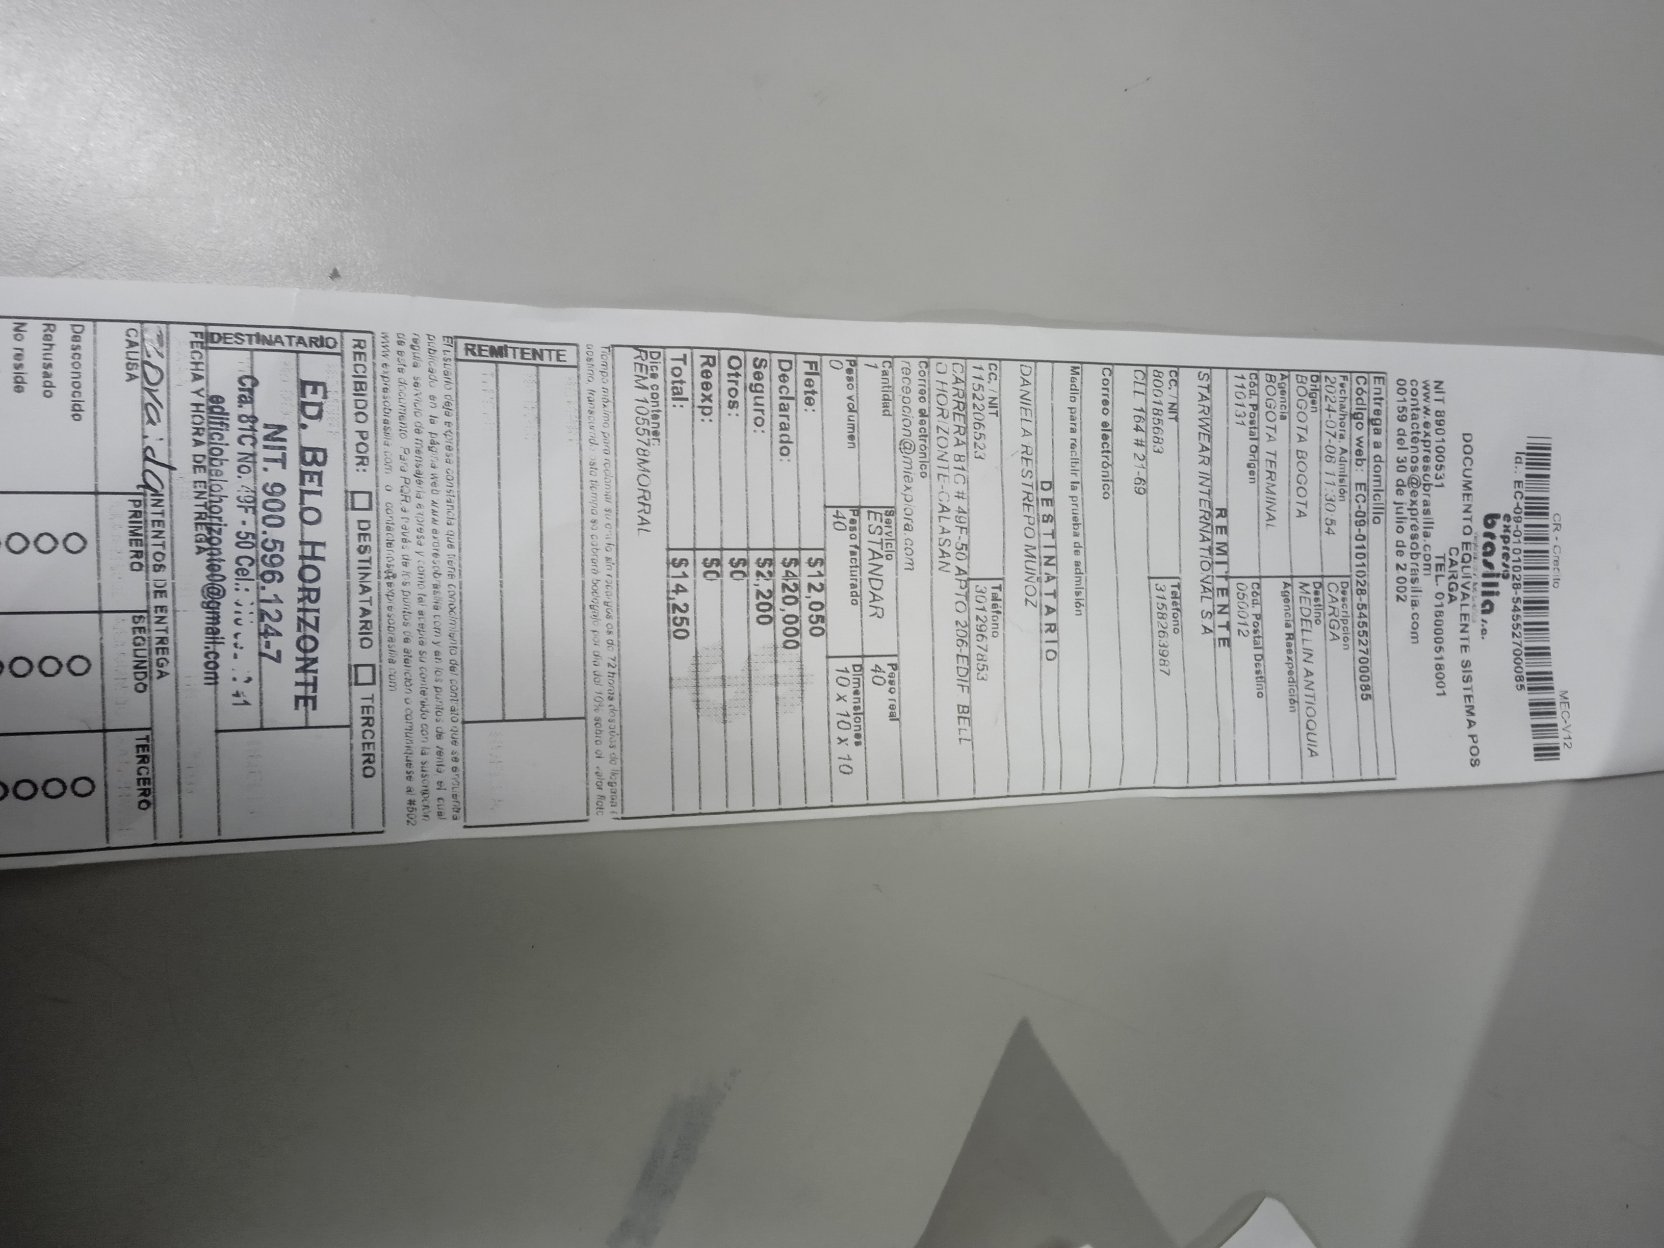 CR - Crecito
MEC-V12
Id.: EC-09-0101028-54552700085
expreso
brasilia s.a.
DOCUMENTO EQUIVALENTE SISTEMA POS
CARGA
NIT 890100531 TEL. 018000518001
www.expresobrasilia.com
contactenos@expresobrasilia.com
00159 del 30 de julio de 2002
Entrega a domicilio
Código web: EC-09-0101028-54552700085
Fecha/hora. Admisión
2024-07-08 11:30:54
Descripción
CARGA
Origen
BOGOTA BOGOTA
Destino
MEDELLIN ANTIOQUIA
Agencia
BOGOTA TERMINAL
Agencia Reexpedición
Cód. Postal Origen
110131
Cód. Postal Destino
050012
REMITENTE
STARWEAR INTERNATIONAL S A
CC / NIT
800185683
Teléfono
3158263987
CLL 164 # 21-69
Correo electrónico
Medio para recibir la prueba de admisión
DESTINATARIO
DANIELA RESTREPO MUÑOZ
CC / NIT
1152206523
Teléfono
3012967853
CARRERA 81C # 49F-50 APTO 206-EDIF BELL
O HORIZONTE-CALASAN
Correo electrónico
recepcion@miexplora.com
Cantidad
1
Servicio
ESTANDAR
Peso real
40
Peso volumen
0
Peso facturado
40
Dimensiones
10 x 10 x 10
Flete: $12,050
Declarado: $420,000
Seguro: $2,200
Otros: $0
Reexp: $0
Total: $14,250
Dice contener:
REM 105578MORRAL
REMITENTE
RECIBIDO POR: DESTINATARIO TERCERO
DESTINATARIO
ED. BELO HORIZONTE
NIT. 900.596.124-7
Cra. 81C No. 49F - 50 Cel.:
edificiobelohorizonte0@gmail.com
FECHA Y HORA DE ENTREGA
INTENTOS DE ENTREGA
CAUSA PRIMERO SEGUNDO TERCERO
Desconocido
Rehusado
No reside